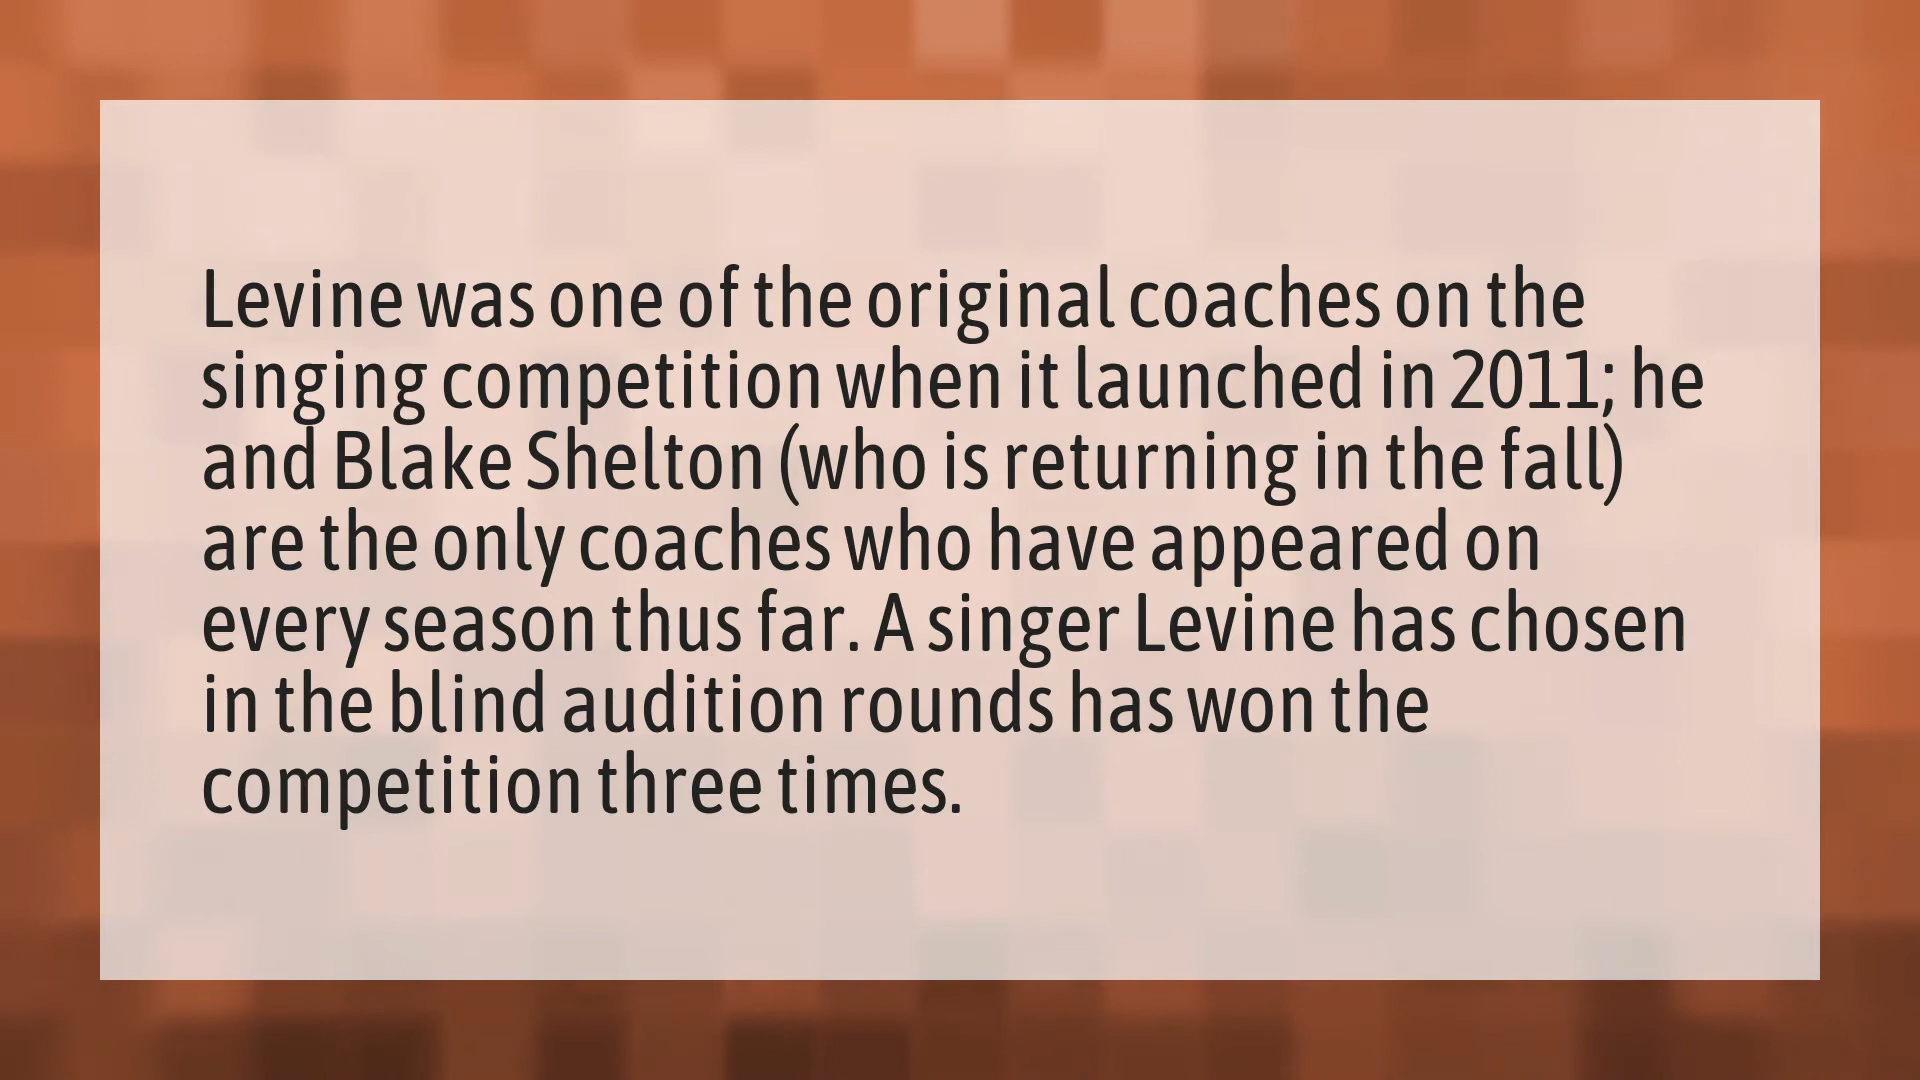 Levine was one of the original coaches on the
singing competition when it launched in 2011; he
and Blake Shelton (who is returning in the fall)
are the only coaches who have appeared on
every season thus far. A singer Levine has chosen
in the blind audition rounds has won the
competition three times.